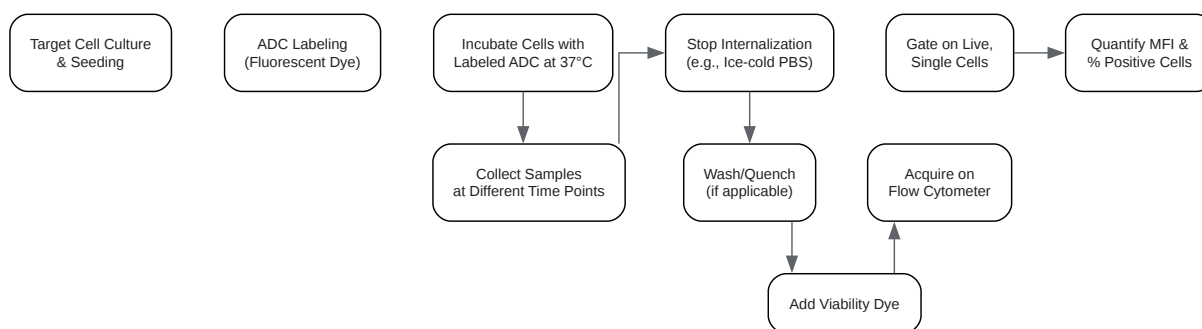 Target Cell Culture
& Seeding
ADC Labeling
(Fluorescent Dye)
Incubate Cells with
Labeled ADC at 37°C
Stop Internalization
(e.g., Ice-cold PBS)
Gate on Live,
Single Cells
Quantify MFI &
% Positive Cells
Collect Samples
at Different Time Points
Wash/Quench
(if applicable)
Acquire on
Flow Cytometer
Add Viability Dye